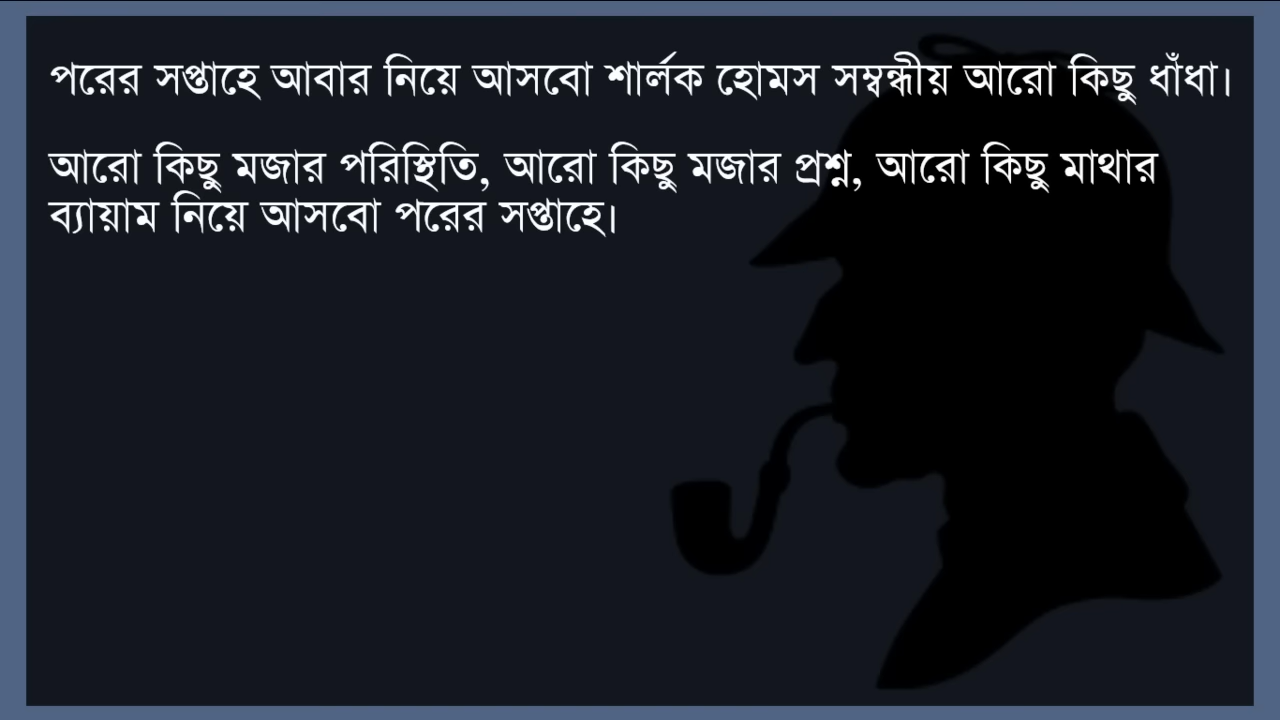 পরের সপ্তাহে আবার নিয়ে আসবো শার্লক হোমস সম্বন্ধীয় আরো কিছু ধাঁধা।
আরো কিছু মজার পরিস্থিতি, আরো কিছু মজার প্রশ্ন, আরো কিছু মাথার
ব্যায়াম নিয়ে আসবো পরের সপ্তাহে।